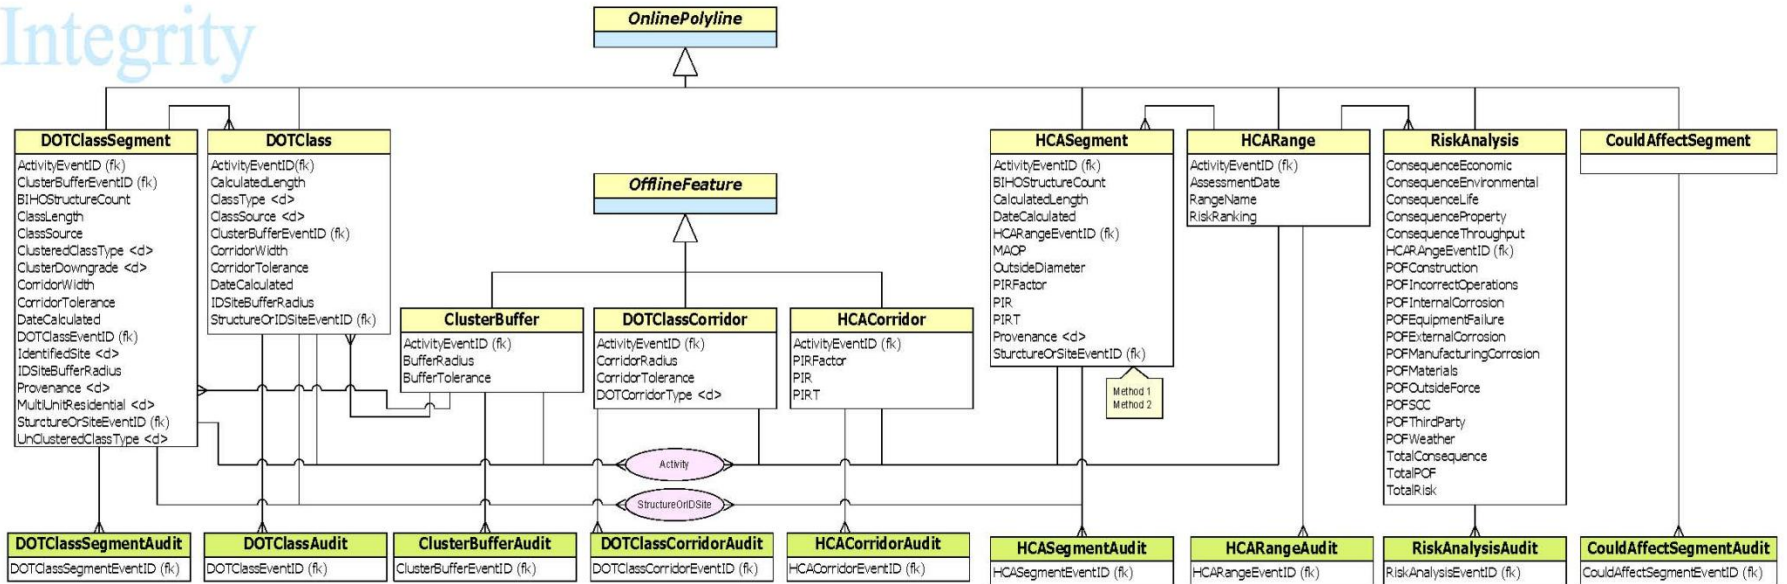 Integrity
OnlinePolyline
DOTClassSegment
ActivityEventID (fk)
ClusterBufferEventID (fk)
BIHOStructureCount
ClassLength
ClassSource
ClusteredClassType <d>
ClusterDowngrade <d>
CorridorWidth
CorridorTolerance
DateCalculated
DOTClassEventID (fk)
IdentifiedSite <d>
IDSiteBufferRadius
Provenance <d>
MultiUnitResidential <d>
SturctureOrSiteEventID (fk)
UnClusteredClassType <d>
DOTClass
ActivityEventID(fk)
CalculatedLength
ClassType <d>
ClassSource <d>
ClusterBufferEventID (fk)
CorridorWidth
CorridorTolerance
DateCalculated
IDSiteBufferRadius
StructureOrIDSiteEventID (fk)
OfflineFeature
ClusterBuffer
ActivityEventID (fk)
BufferRadius
BufferTolerance
DOTClassCorridor
ActivityEventID (fk)
CorridorRadius
CorridorTolerance
DOTCorridorType <d>
HCACorridor
ActivityEventID (fk)
PIRFactor
PIR
PIRT
HCASegment
ActivityEventID (fk)
BIHOStructureCount
CalculatedLength
DateCalculated
HCARangeEventID (fk)
MAOP
OutsideDiameter
PIRFactor
PIR
PIRT
Provenance <d>
SturctureOrSiteEventID (fk)
Method 1
Method 2
HCARange
ActivityEventID (fk)
AssessmentDate
RangeName
RiskRanking
RiskAnalysis
ConsequenceEconomic
ConsequenceEnvironmental
ConsequenceLife
ConsequenceProperty
ConsequenceThroughput
HCARAngeEventID (fk)
POFConstruction
POFIncorrectOperations
POFInternalCorrosion
POFEquipmentFailure
POFExternalCorrosion
POFManufacturingCorrosion
POFMaterials
POFOutsideForce
POFSCC
POFThirdParty
POFWeather
TotalConsequence
TotalPOF
TotalRisk
CouldAffectSegment
Activity
StructureOrIDSite
DOTClassSegmentAudit
DOTClassSegmentEventID (fk)
DOTClassAudit
DOTClassEventID (fk)
ClusterBufferAudit
ClusterBufferEventID (fk)
DOTClassCorridorAudit
DOTClassCorridorEventID (fk)
HCACorridorAudit
HCACorridorEventID (fk)
HCASegmentAudit
HCASegmentEventID (fk)
HCARangeAudit
HCARangeEventID (fk)
RiskAnalysisAudit
RiskAnalysisEventID (fk)
CouldAffectSegmentAudit
CouldAffectSegmentEventID (fk)